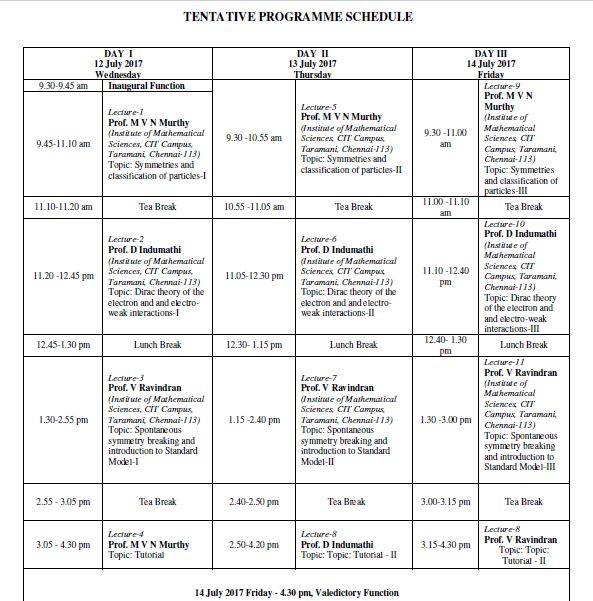 TENTATIVE PROGRAMME SCHEDULE
DAY I
12 July 2017
Wednesday
DAY II
13 July 2017
Thursday
DAY III
14 July 2017
Friday
9.30-9.45 am
Inaugural Function
9.45-11.10 am
Lecture-1
Prof. M V N Murthy
(Institute of Mathematical
Sciences, CIT Campus,
Taramani, Chennai-113)
Topic: Symmetries and
classification of particles-I
9.30 -10.55 am
Lecture-5
Prof. M V N Murthy
(Institute of Mathematical
Sciences, CIT Campus,
Taramani, Chennai-113)
Topic: Symmetries and
classification of particles-II
9.30 -11.00
am
Lecture-9
Prof. M V N
Murthy
(Institute of
Mathematical
Sciences, CIT
Campus, Taramani,
Chennai-113)
Topic: Symmetries
and classification of
particles-III
11.10-11.20 am
Tea Break
10.55 -11.05 am
Tea Break
11.00 -11.10
am
Tea Break
11.20 -12.45 pm
Lecture-2
Prof. D Indumathi
(Institute of Mathematical
Sciences, CIT Campus,
Taramani, Chennai-113)
Topic: Dirac theory of the
electron and and electro-
weak interactions-I
11.05-12.30 pm
Lecture-6
Prof. D Indumathi
(Institute of Mathematical
Sciences, CIT Campus,
Taramani, Chennai-113)
Topic: Dirac theory of the
electron and and electro-
weak interactions-II
11.10 -12.40
pm
Lecture-10
Prof. D Indumathi
(Institute of
Mathematical
Sciences, CIT
Campus, Taramani,
Chennai-113)
Topic: Dirac theory
of the electron and
and electro-weak
interactions-III
12.45-1.30 pm
Lunch Break
12.30- 1.15 pm
Lunch Break
12.40- 1.30
pm
Lunch Break
1.30-2.55 pm
Lecture-3
Prof. V Ravindran
(Institute of Mathematical
Sciences, CIT Campus,
Taramani, Chennai-113)
Topic: Spontaneous
symmetry breaking and
introduction to Standard
Model-I
1.15 -2.40 pm
Lecture-7
Prof. V Ravindran
(Institute of Mathematical
Sciences, CIT Campus,
Taramani, Chennai-113)
Topic: Spontaneous
symmetry breaking and
introduction to Standard
Model-II
1.30 -3.00 pm
Lecture-11
Prof. V Ravindran
(Institute of
Mathematical
Sciences, CIT
Campus, Taramani,
Chennai-113)
Topic: Spontaneous
symmetry breaking
and introduction to
Standard Model-III
2.55 - 3.05 pm
Tea Break
2.40-2.50 pm
Tea Break
3.00-3.15 pm
Tea Break
3.05 - 4.30 pm
Lecture-4
Prof. M V N Murthy
Topic: Tutorial
2.50-4.20 pm
Lecture-8
Prof. D Indumathi
Topic: Topic: Tutorial - II
3.15-4.30 pm
Lecture-8
Prof. V Ravindran
Topic: Topic:
Tutorial - II
14 July 2017 Friday - 4.30 pm, Valedictory Function